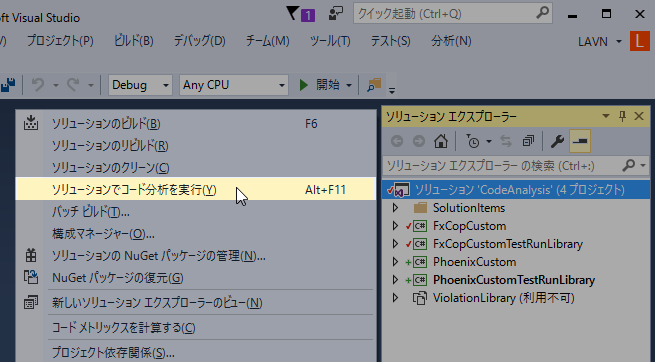 soft Visual Studio
1
クイック起動 (Ctrl+Q)
V) プロジェクト(P) ビルド(B) デバッグ(D) チーム(M) ツール(T) テスト(S) 分析(N) LAVN L
Debug Any CPU 開始
ソリューションのビルド(B) F6
ソリューションのリビルド(R)
ソリューションのクリーン(C)
ソリューションでコード分析を実行(Y) Alt+F11
バッチ ビルド(T)...
構成マネージャー(O)...
ソリューションの NuGet パッケージの管理(N)...
NuGet パッケージの復元(G)
新しいソリューション エクスプローラーのビュー(N)
コード メトリックスを計算する(C)
プロジェクト依存関係(S)...
ソリューション エクスプローラー
ソリューション エクスプローラー の検索 (Ctrl+:)
ソリューション 'CodeAnalysis' (4 プロジェクト)
SolutionItems
C# FxCopCustom
C# FxCopCustomTestRunLibrary
C# PhoenixCustom
C# PhoenixCustomTestRunLibrary
ViolationLibrary (利用不可)